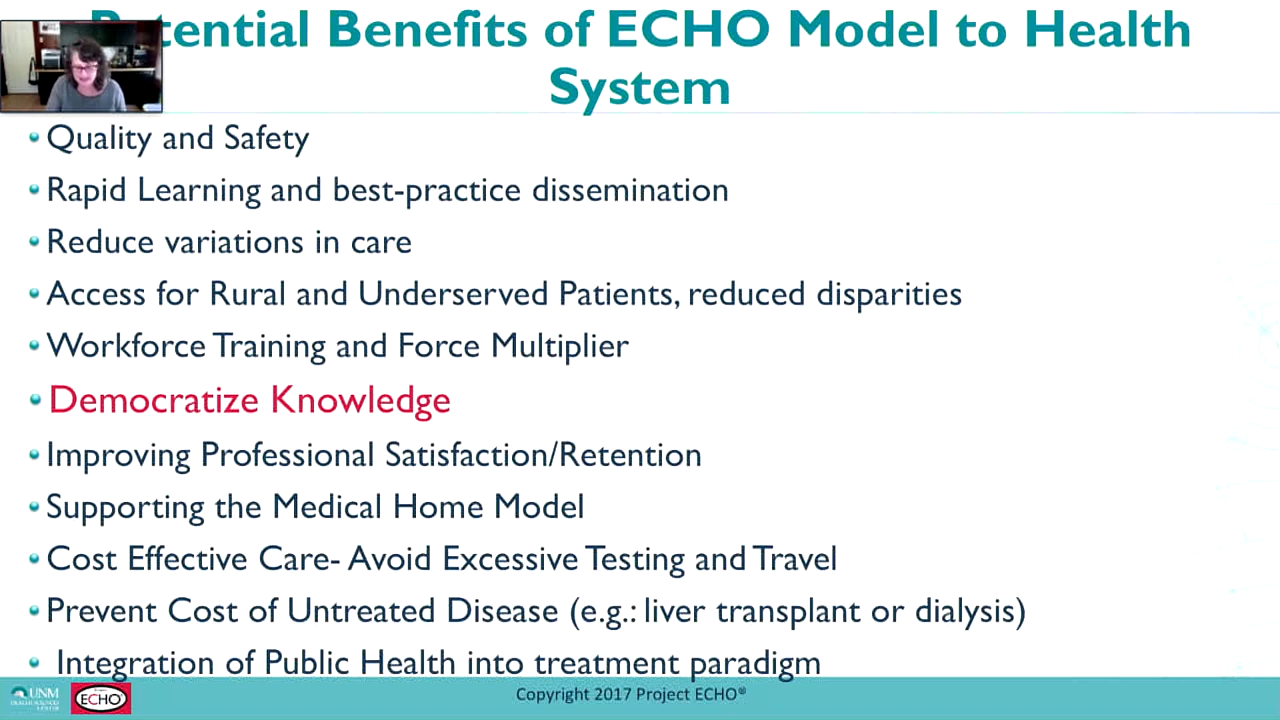 Potential Benefits of ECHO Model to Health
System
Quality and Safety
Rapid Learning and best-practice dissemination
Reduce variations in care
Access for Rural and Underserved Patients, reduced disparities
Workforce Training and Force Multiplier
Democratize Knowledge
Improving Professional Satisfaction/Retention
Supporting the Medical Home Model
Cost Effective Care- Avoid Excessive Testing and Travel
Prevent Cost of Untreated Disease (e.g.: liver transplant or dialysis)
Integration of Public Health into treatment paradigm
UNM
ECHO
Copyright 2017 Project ECHO®